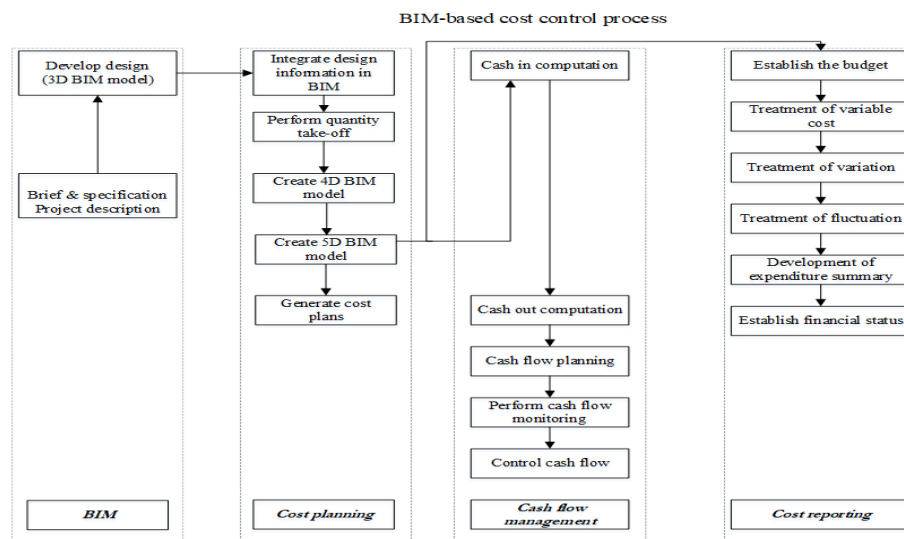 BIM-based cost control process
Develop design
(3D BIM model)
Brief & specification
Project description
BIM
Integrate design
information in
BIM
Perform quantity
take-off
Create 4D BIM
model
Create 5D BIM
model
Generate cost
plans
Cost planning
Cash in computation
Cash out computation
Cash flow planning
Perform cash flow
monitoring
Control cash flow
Cash flow
management
Establish the budget
Treatment of variable
cost
Treatment of variation
Treatment of fluctuation
Development of
expenditure summary
Establish financial status
Cost reporting